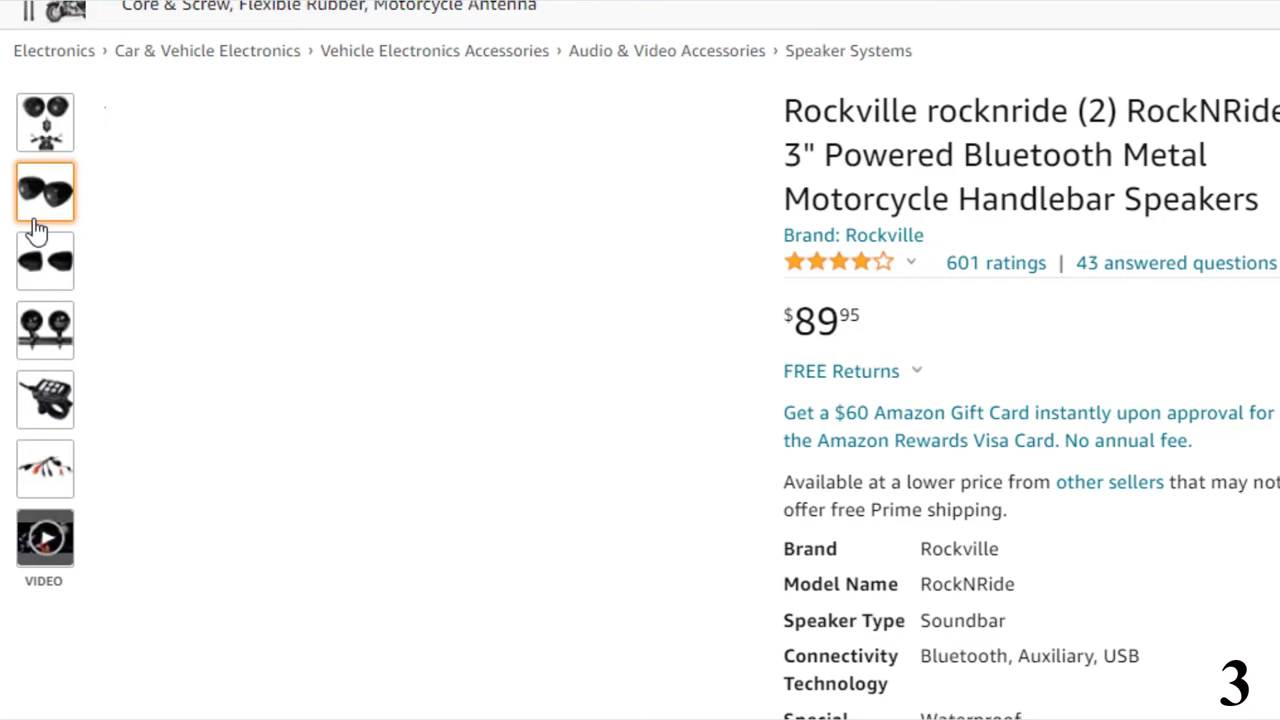 Core & Screw, Flexible Rubber, Motorcycle Antenna
Electronics › Car & Vehicle Electronics › Vehicle Electronics Accessories › Audio & Video Accessories › Speaker Systems
Rockville rocknride (2) RockNRide
3" Powered Bluetooth Metal
Motorcycle Handlebar Speakers
Brand: Rockville
601 ratings | 43 answered questions
$89 95
FREE Returns
Get a $60 Amazon Gift Card instantly upon approval for
the Amazon Rewards Visa Card. No annual fee.
Available at a lower price from other sellers that may not
offer free Prime shipping.
Brand Rockville
Model Name RockNRide
Speaker Type Soundbar
Connectivity Bluetooth, Auxiliary, USB
Technology
Special Waterproof
VIDEO
3